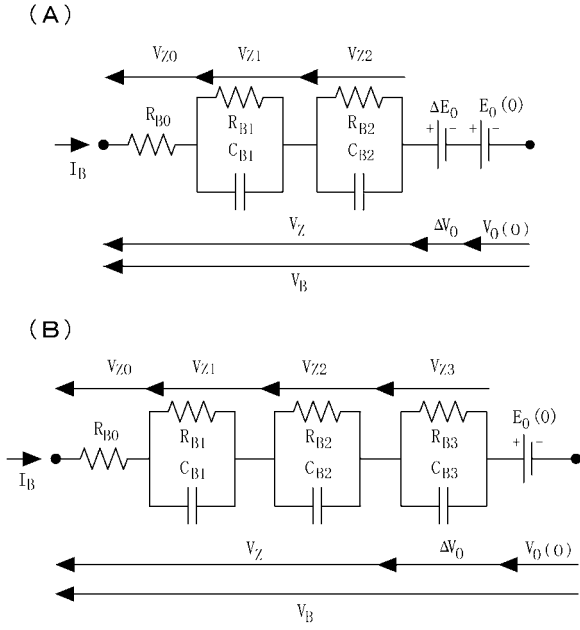 (A)
VZ0 VZ1 VZ2
RB0 RB1 RB2 ΔE0 E0(0)
+ - + -
CB1 CB2
IB
VZ ΔV0 V0(0)
VB
(B)
VZ0 VZ1 VZ2 VZ3
RB0 RB1 RB2 RB3 E0(0)
+ -
CB1 CB2 CB3
IB
VZ ΔV0 V0(0)
VB